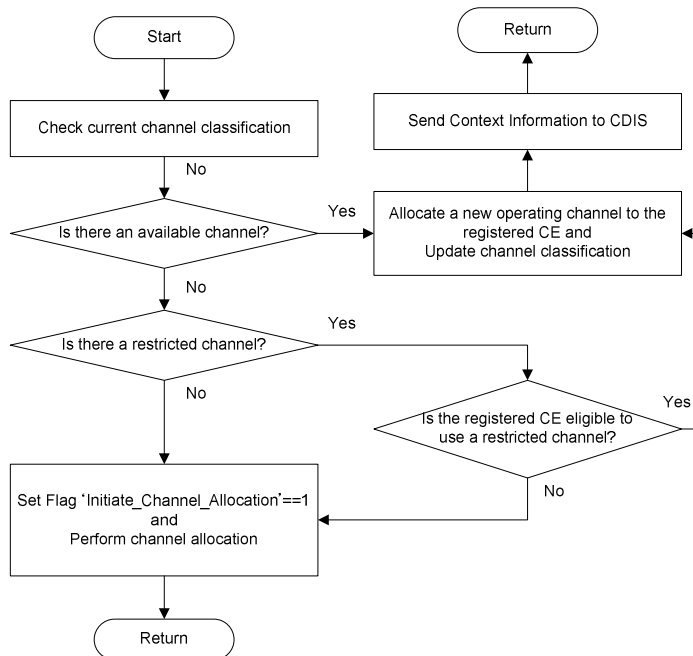 Start
Check current channel classification
No
Is there an available channel?
Yes
No
Is there a restricted channel?
Yes
No
Set Flag ‘Initiate_Channel_Allocation’==1
and
Perform channel allocation
Return
Return
Send Context Information to CDIS
Allocate a new operating channel to the
registered CE and
Update channel classification
Is the registered CE eligible to
use a restricted channel?
Yes
No